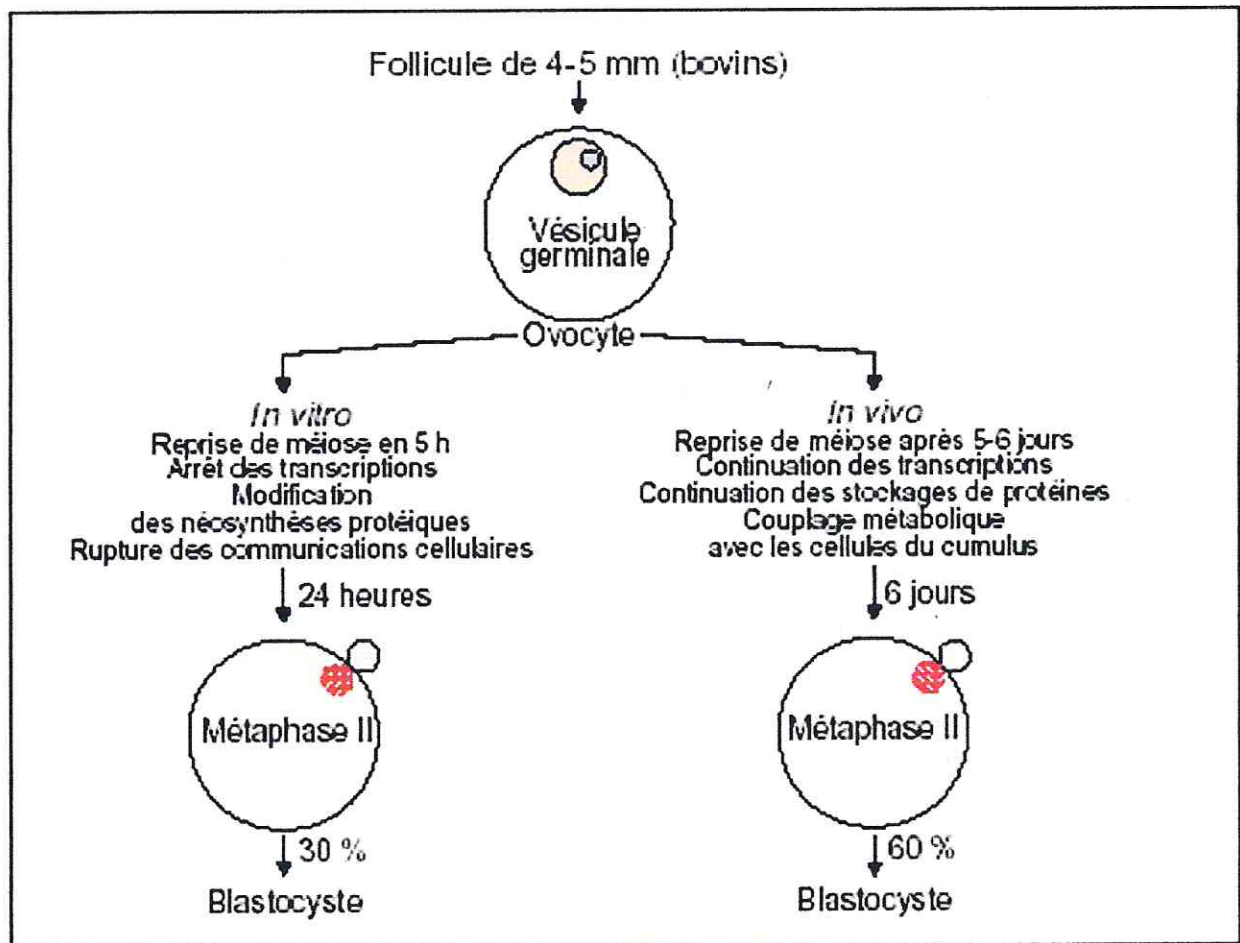 Follicule de 4-5 mm (bovins)
Vésicule
germinale
Ovocyte
In vitro
Reprise de méiose en 5 h
Arrêt des transcriptions
Modification
des néosynthèses protéiques
Rupture des communications cellulaires
24 heures
Métaphase II
30 %
Blastocyste
In vivo
Reprise de méiose après 5-6 jours
Continuation des transcriptions
Continuation des stockages de protéines
Couplage métabolique
avec les cellules du cumulus
6 jours
Métaphase II
60 %
Blastocyste